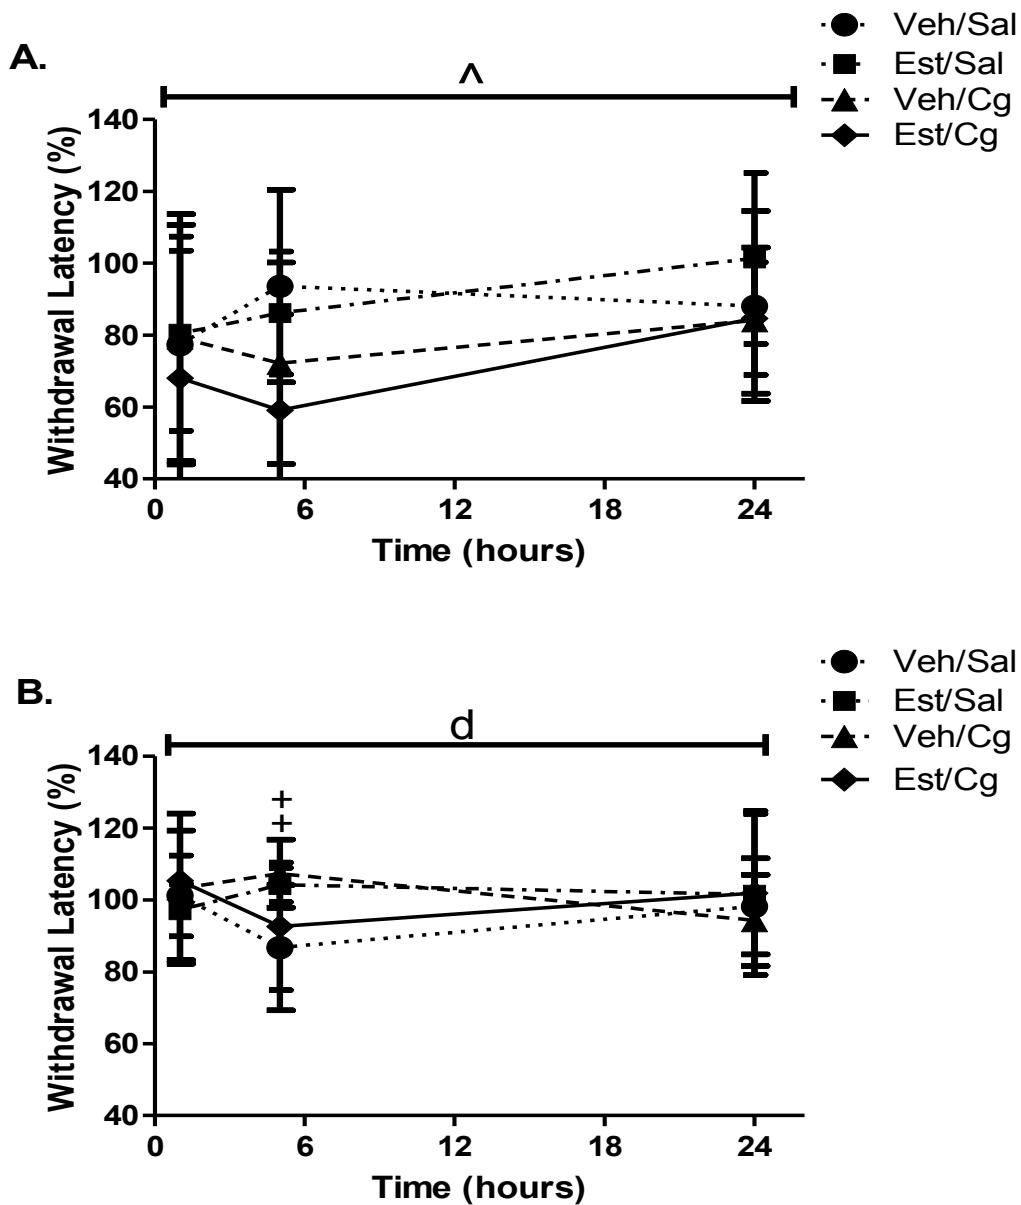 A.
^
Veh/Sal
Est/Sal
Veh/Cg
Est/Cg
Withdrawal Latency (%)
140
120
100
80
60
40
0 6 12 18 24
Time (hours)
B.
d
Veh/Sal
Est/Sal
Veh/Cg
Est/Cg
Withdrawal Latency (%)
140
120
100
80
60
40
+
+
0 6 12 18 24
Time (hours)